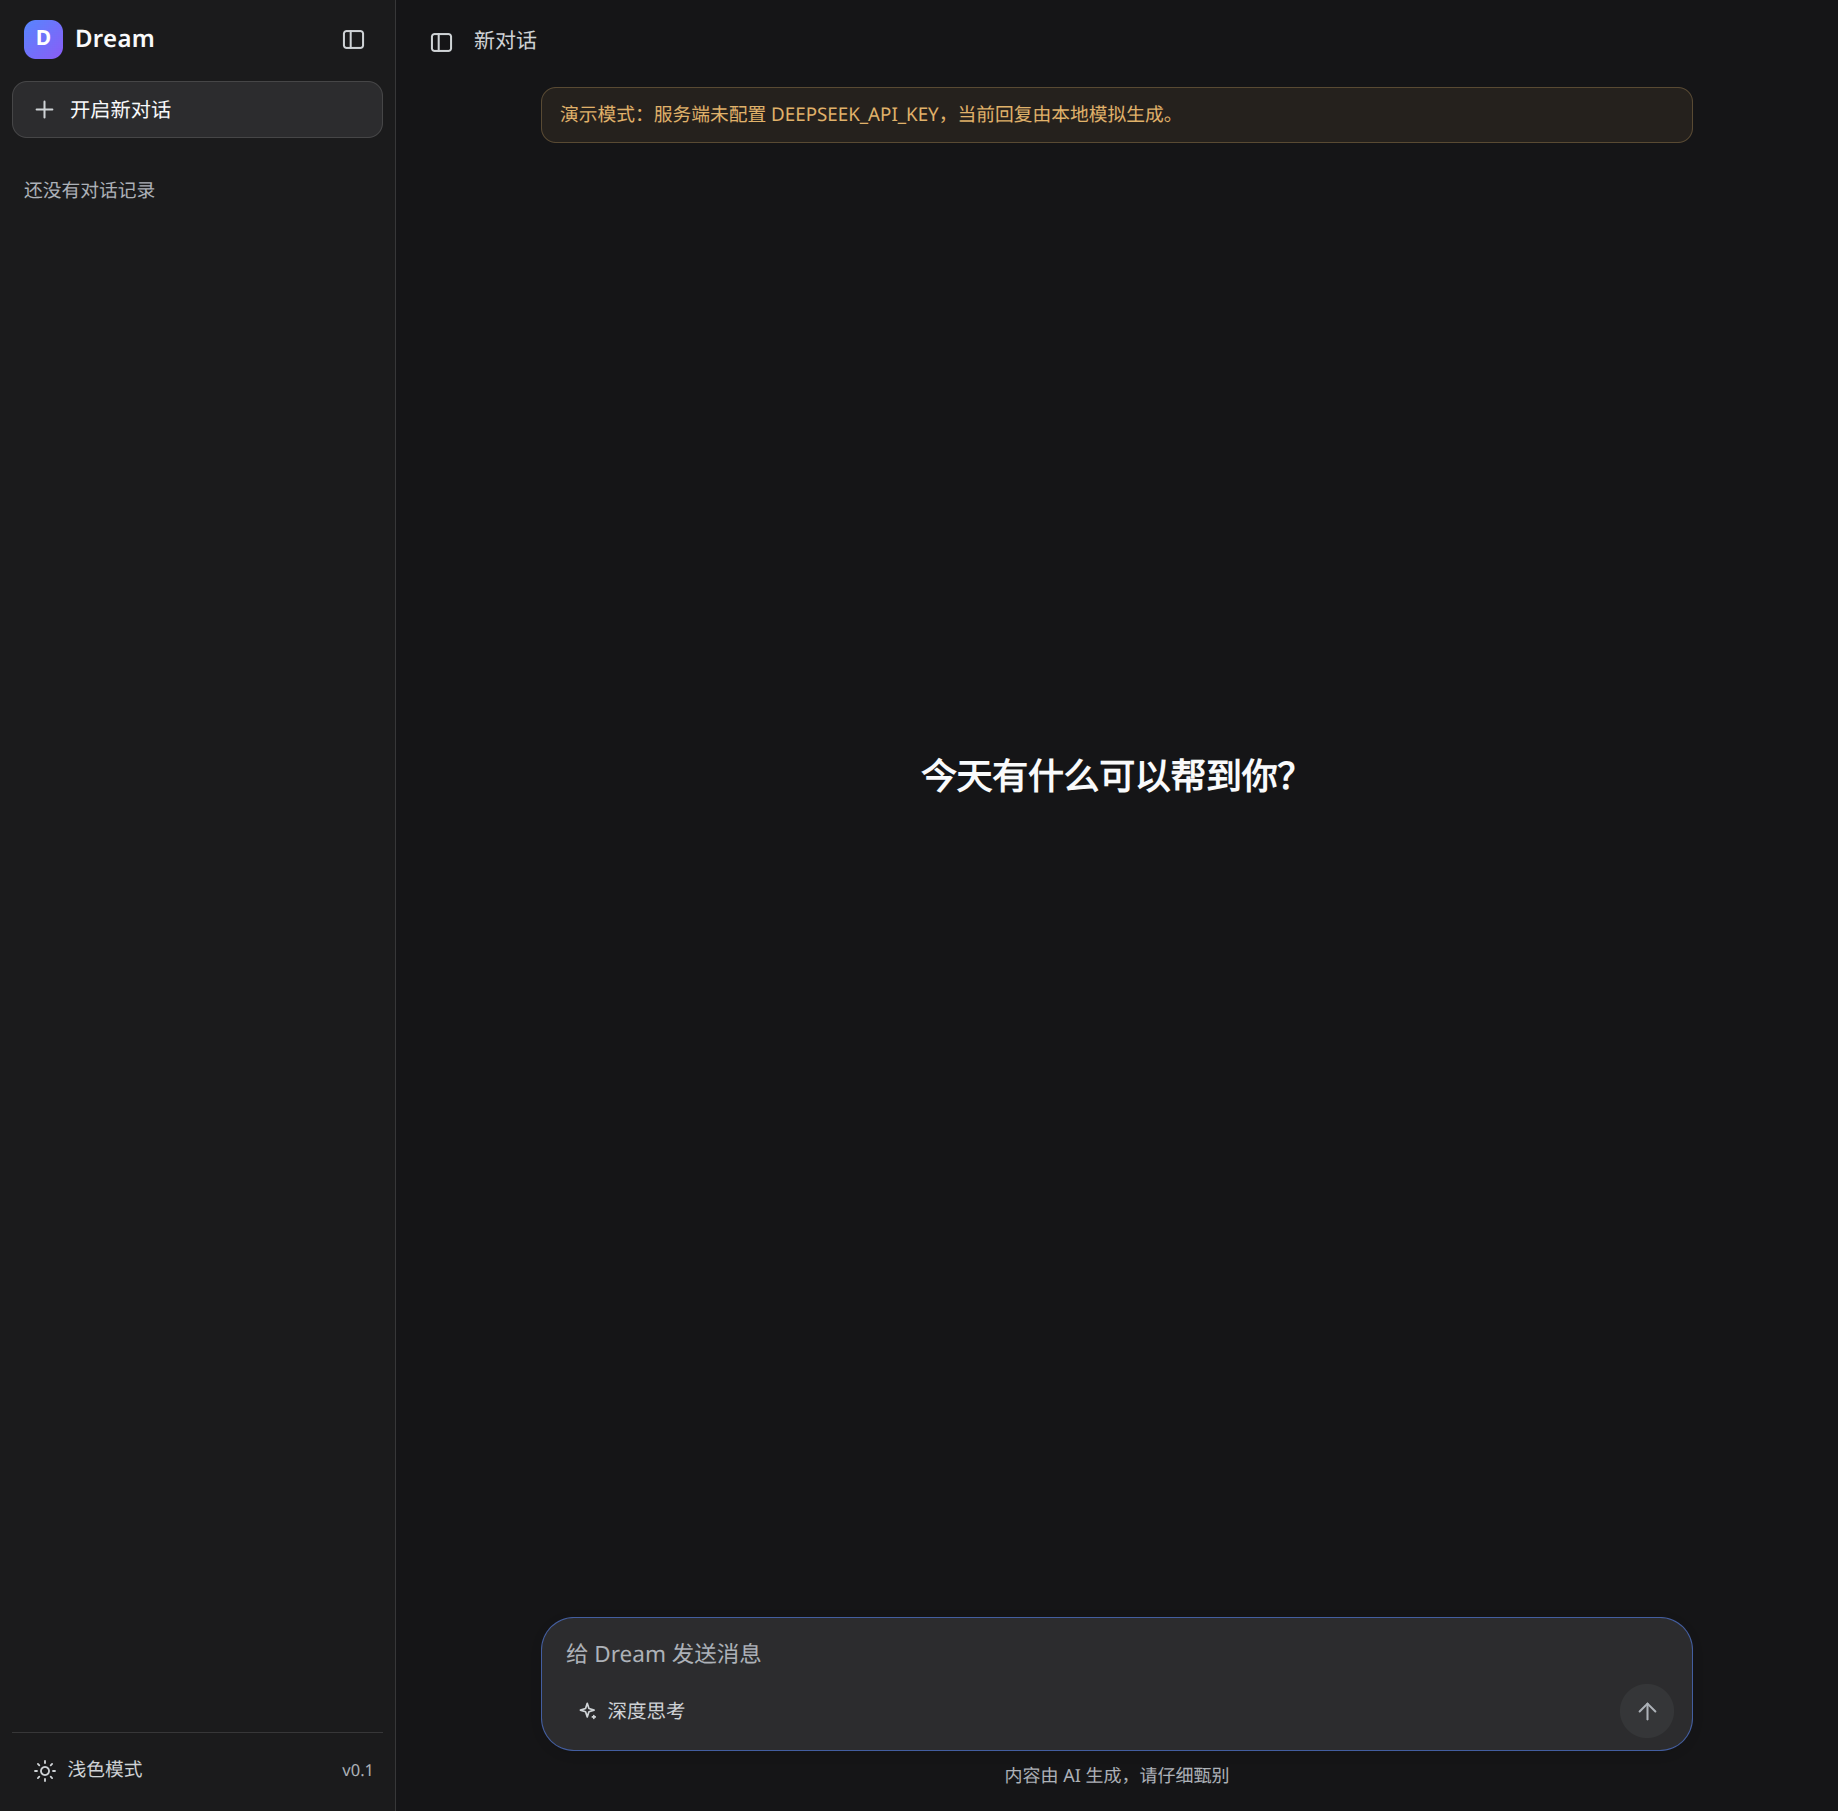 D Dream
开启新对话
还没有对话记录
浅色模式 v0.1
新对话
演示模式：服务端未配置 DEEPSEEK_API_KEY，当前回复由本地模拟生成。
今天有什么可以帮到你？
给 Dream 发送消息
深度思考
内容由 AI 生成，请仔细甄别